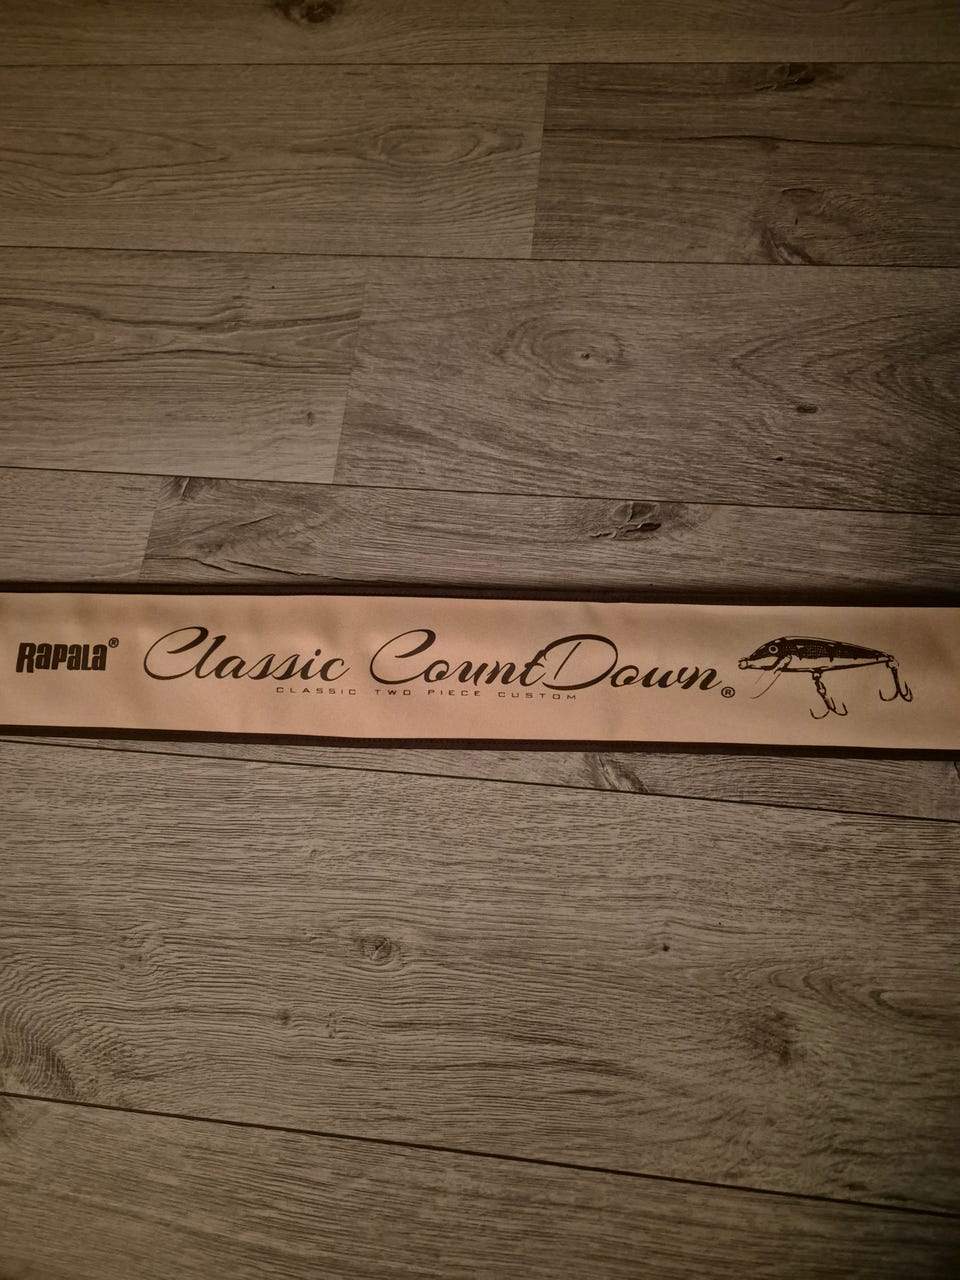 Rapala® Classic CountDown®
CLASSIC TWO PIECE CUSTOM